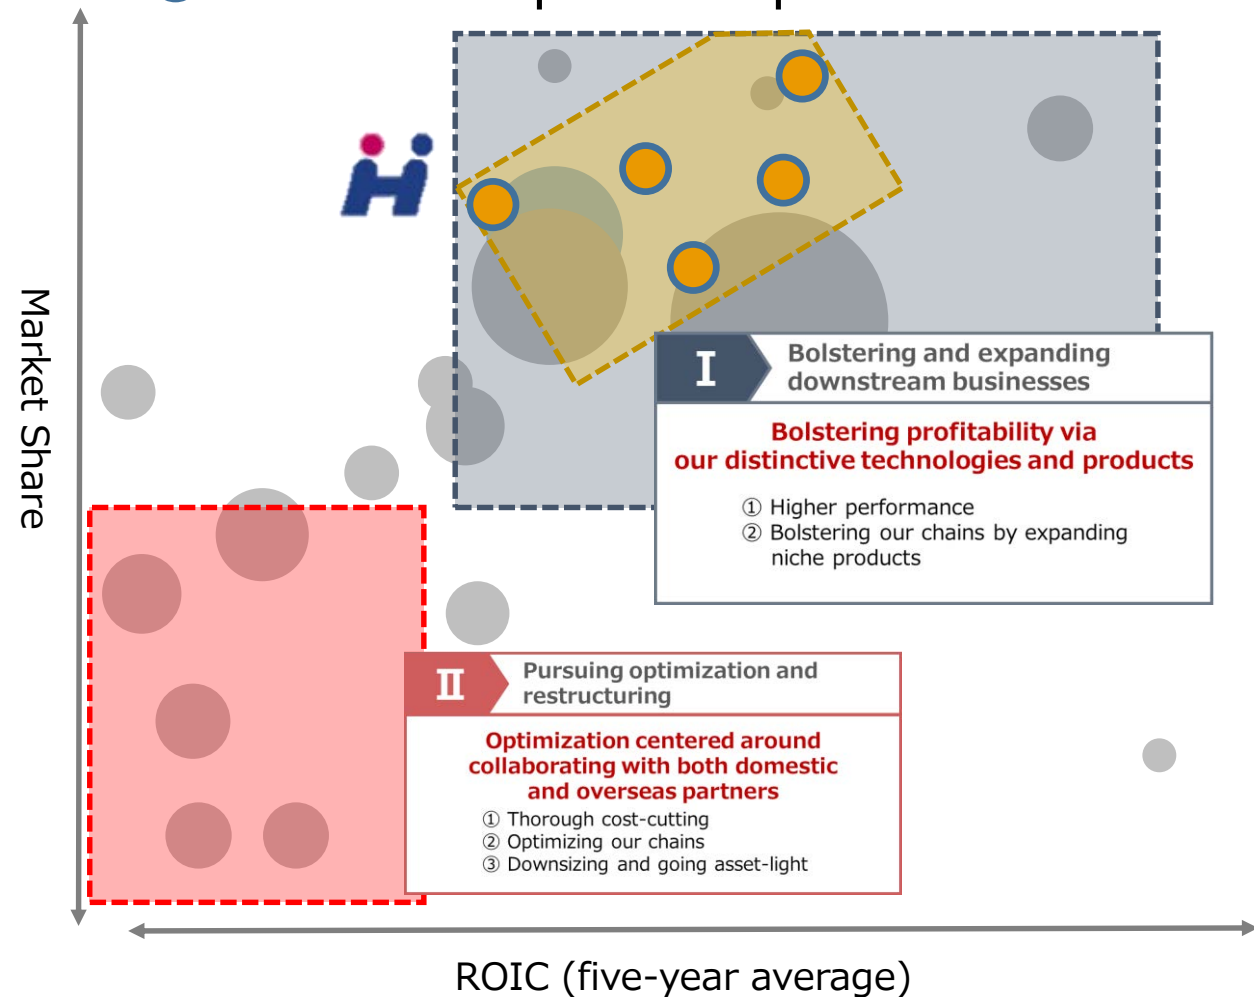 Market Share
I
Bolstering and expanding
downstream businesses
Bolstering profitability via
our distinctive technologies and products
① Higher performance
② Bolstering our chains by expanding
niche products
II
Pursuing optimization and
restructuring
Optimization centered around
collaborating with both domestic
and overseas partners
① Thorough cost-cutting
② Optimizing our chains
③ Downsizing and going asset-light
ROIC (five-year average)